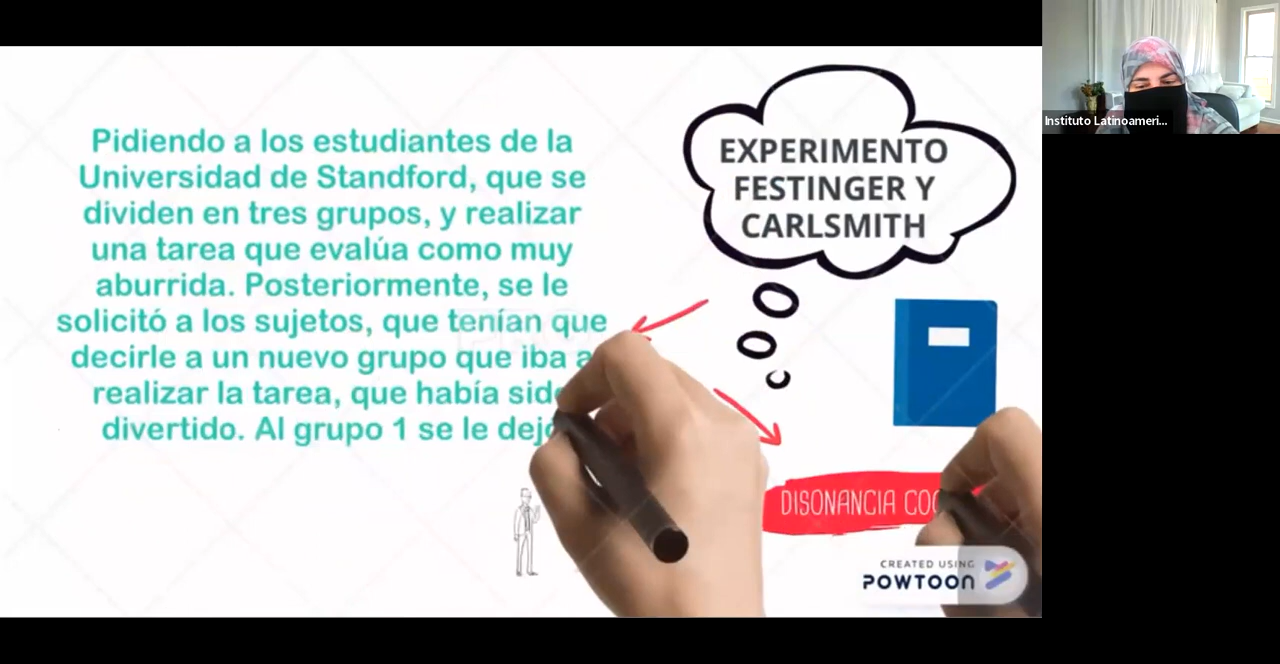 Pidiendo a los estudiantes de la
Universidad de Standford, que se
dividen en tres grupos, y realizar
una tarea que evalúa como muy
aburrida. Posteriormente, se le
solicitó a los sujetos, que tenían que
decirle a un nuevo grupo que iba a
realizar la tarea, que había sido
divertido. Al grupo 1 se le dejó
EXPERIMENTO
FESTINGER Y
CARLSMITH
DISONANCIA
CREATED USING
POWTOON
Instituto Latinoameri...